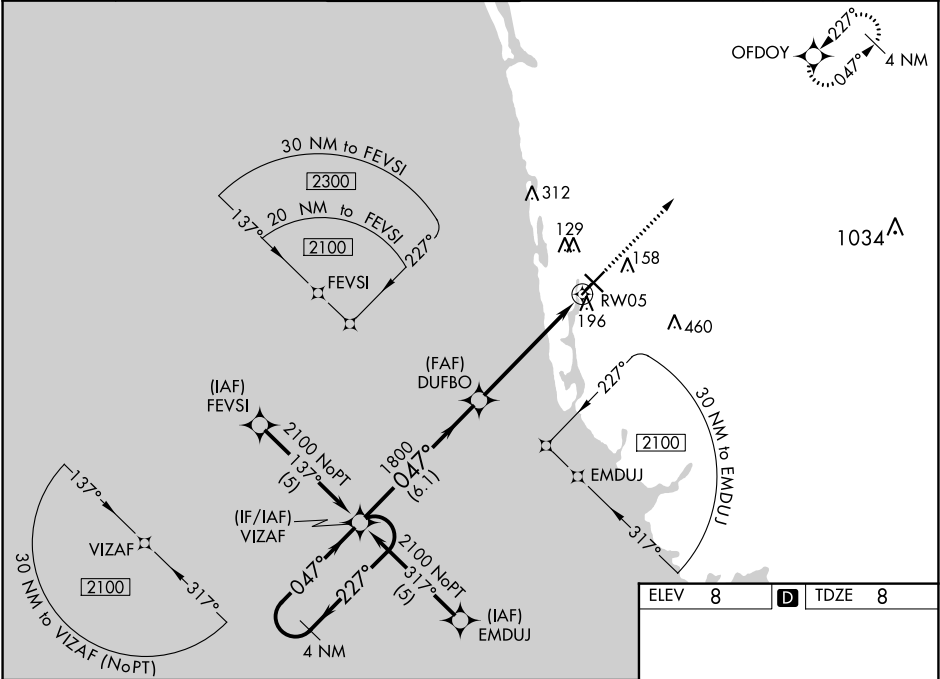 OFDOY
227°
047°
4 NM
30 NM to FEVSI
2300
20 NM to FEVSI
2100
137°
227°
FEVSI
312
129
158
1034
RW05
196
460
(FAF)
DUFBO
(IAF)
FEVSI
2100 NoPT
137°
(5)
1800
047°
(6.1)
227°
30 NM to EMDUJ
2100
EMDUJ
317°
(IF/IAF)
VIZAF
2100 NoPT
317°
(5)
(IAF)
EMDUJ
047°
227°
4 NM
137°
VIZAF
2100
317°
30 NM to VIZAF (NoPT)
ELEV 8 D TDZE 8